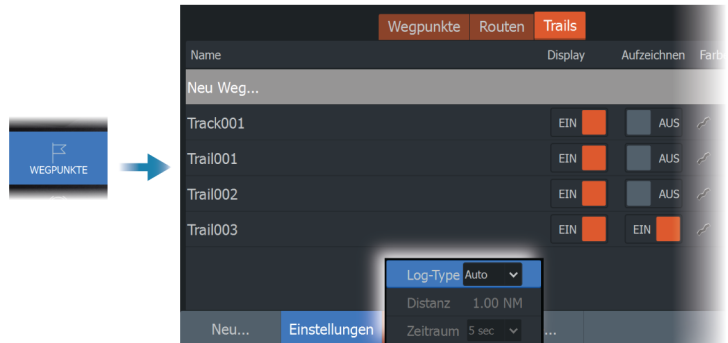 Wegpunkte Routen Trails
Name Display Aufzeichnen Farbe
Neu Weg...
Track001 EIN AUS
Trail001 EIN AUS
WEGPUNKTE
Trail002 EIN AUS
Trail003 EIN EIN
Log-Type Auto
Distanz 1.00 NM
Neu... Einstellungen Zeitraum 5 sec ...